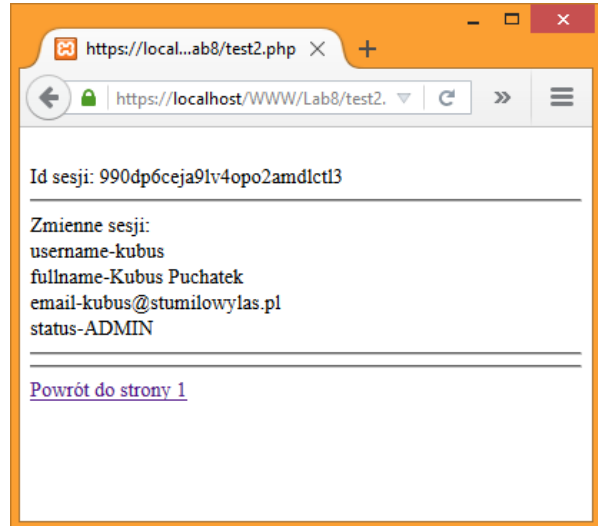 https://local...ab8/test2.php
https://localhost/WWW/Lab8/test2.
Id sesji: 990dp6ceja9lv4opo2amdlctl3
Zmienne sesji:
username-kubus
fullname-Kubus Puchatek
email-kubus@stumilowylas.pl
status-ADMIN
Powrót do strony 1